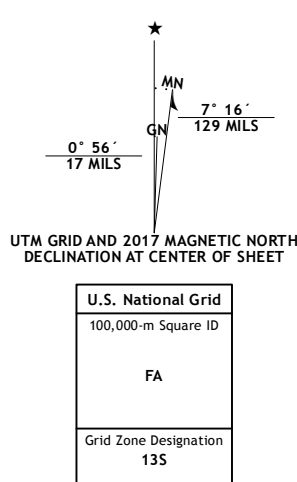 ★
MN
GN
7° 16´
129 MILS
0° 56´
17 MILS
UTM GRID AND 2017 MAGNETIC NORTH
DECLINATION AT CENTER OF SHEET
U.S. National Grid
100,000-m Square ID
FA
Grid Zone Designation
13S